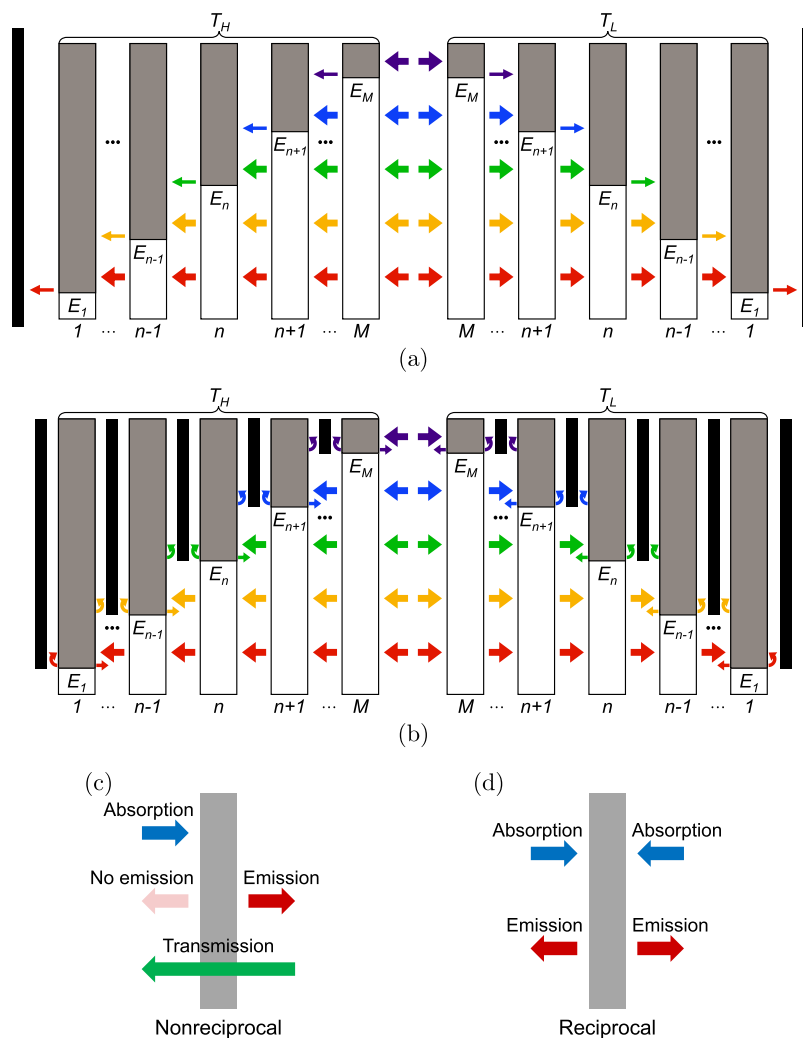 T_H T_L
E_M E_M
... E_{n+1} ... ... E_{n+1} ...
E_n E_n
E_{n-1} E_{n-1}
E_1 E_1
1 ... n-1 n n+1 ... M M ... n+1 n n-1 ... 1
(a)
T_H T_L
E_M E_M
E_{n+1} ... ... E_{n+1}
E_n E_n
... E_{n-1} E_{n-1} ...
E_1 E_1
1 ... n-1 n n+1 ... M M ... n+1 n n-1 ... 1
(b)
(c)
Absorption
No emission Emission
Transmission
Nonreciprocal
(d)
Absorption Absorption
Emission Emission
Reciprocal